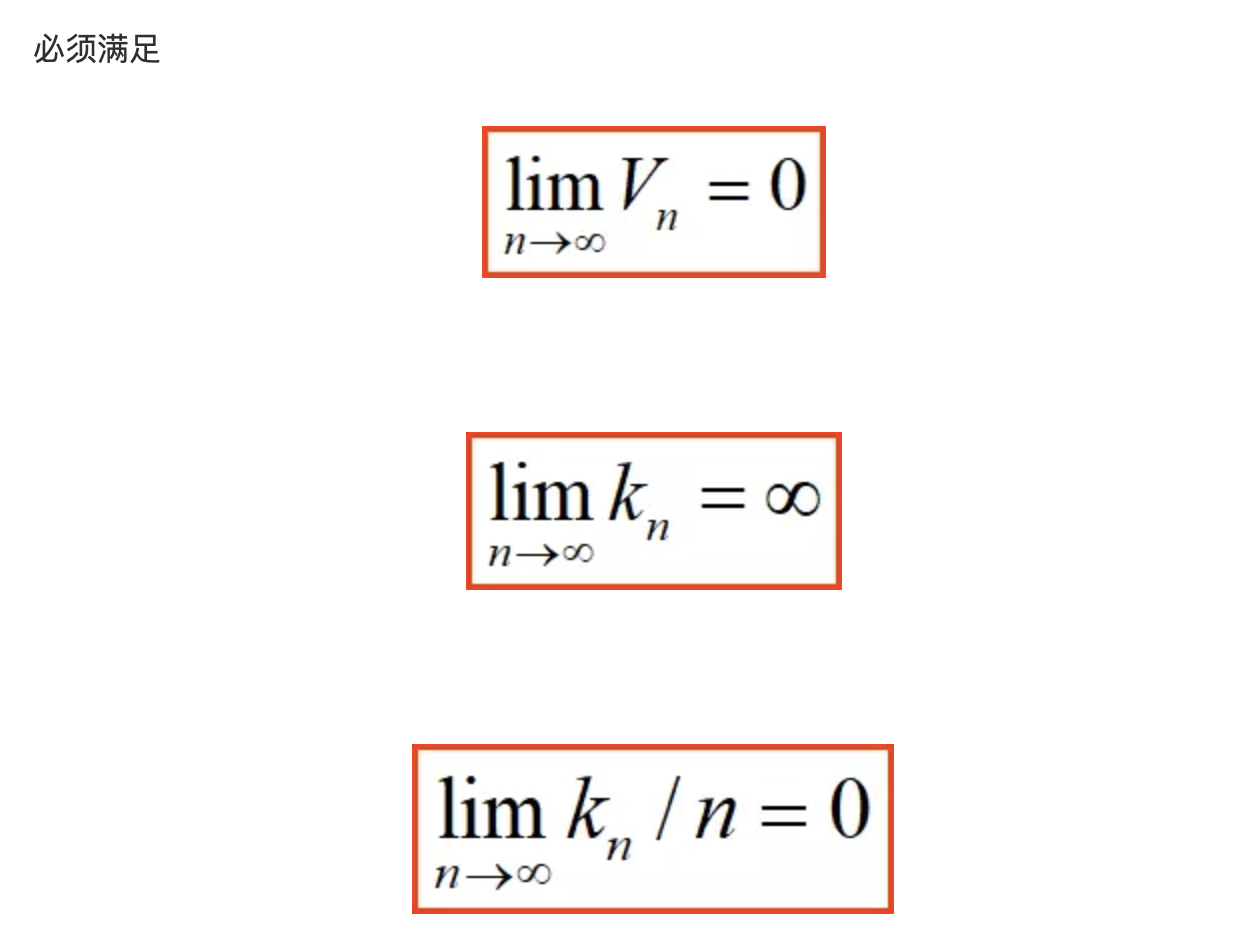 必须满足
lim V_n = 0
n→∞
lim k_n = ∞
n→∞
lim k_n / n = 0
n→∞